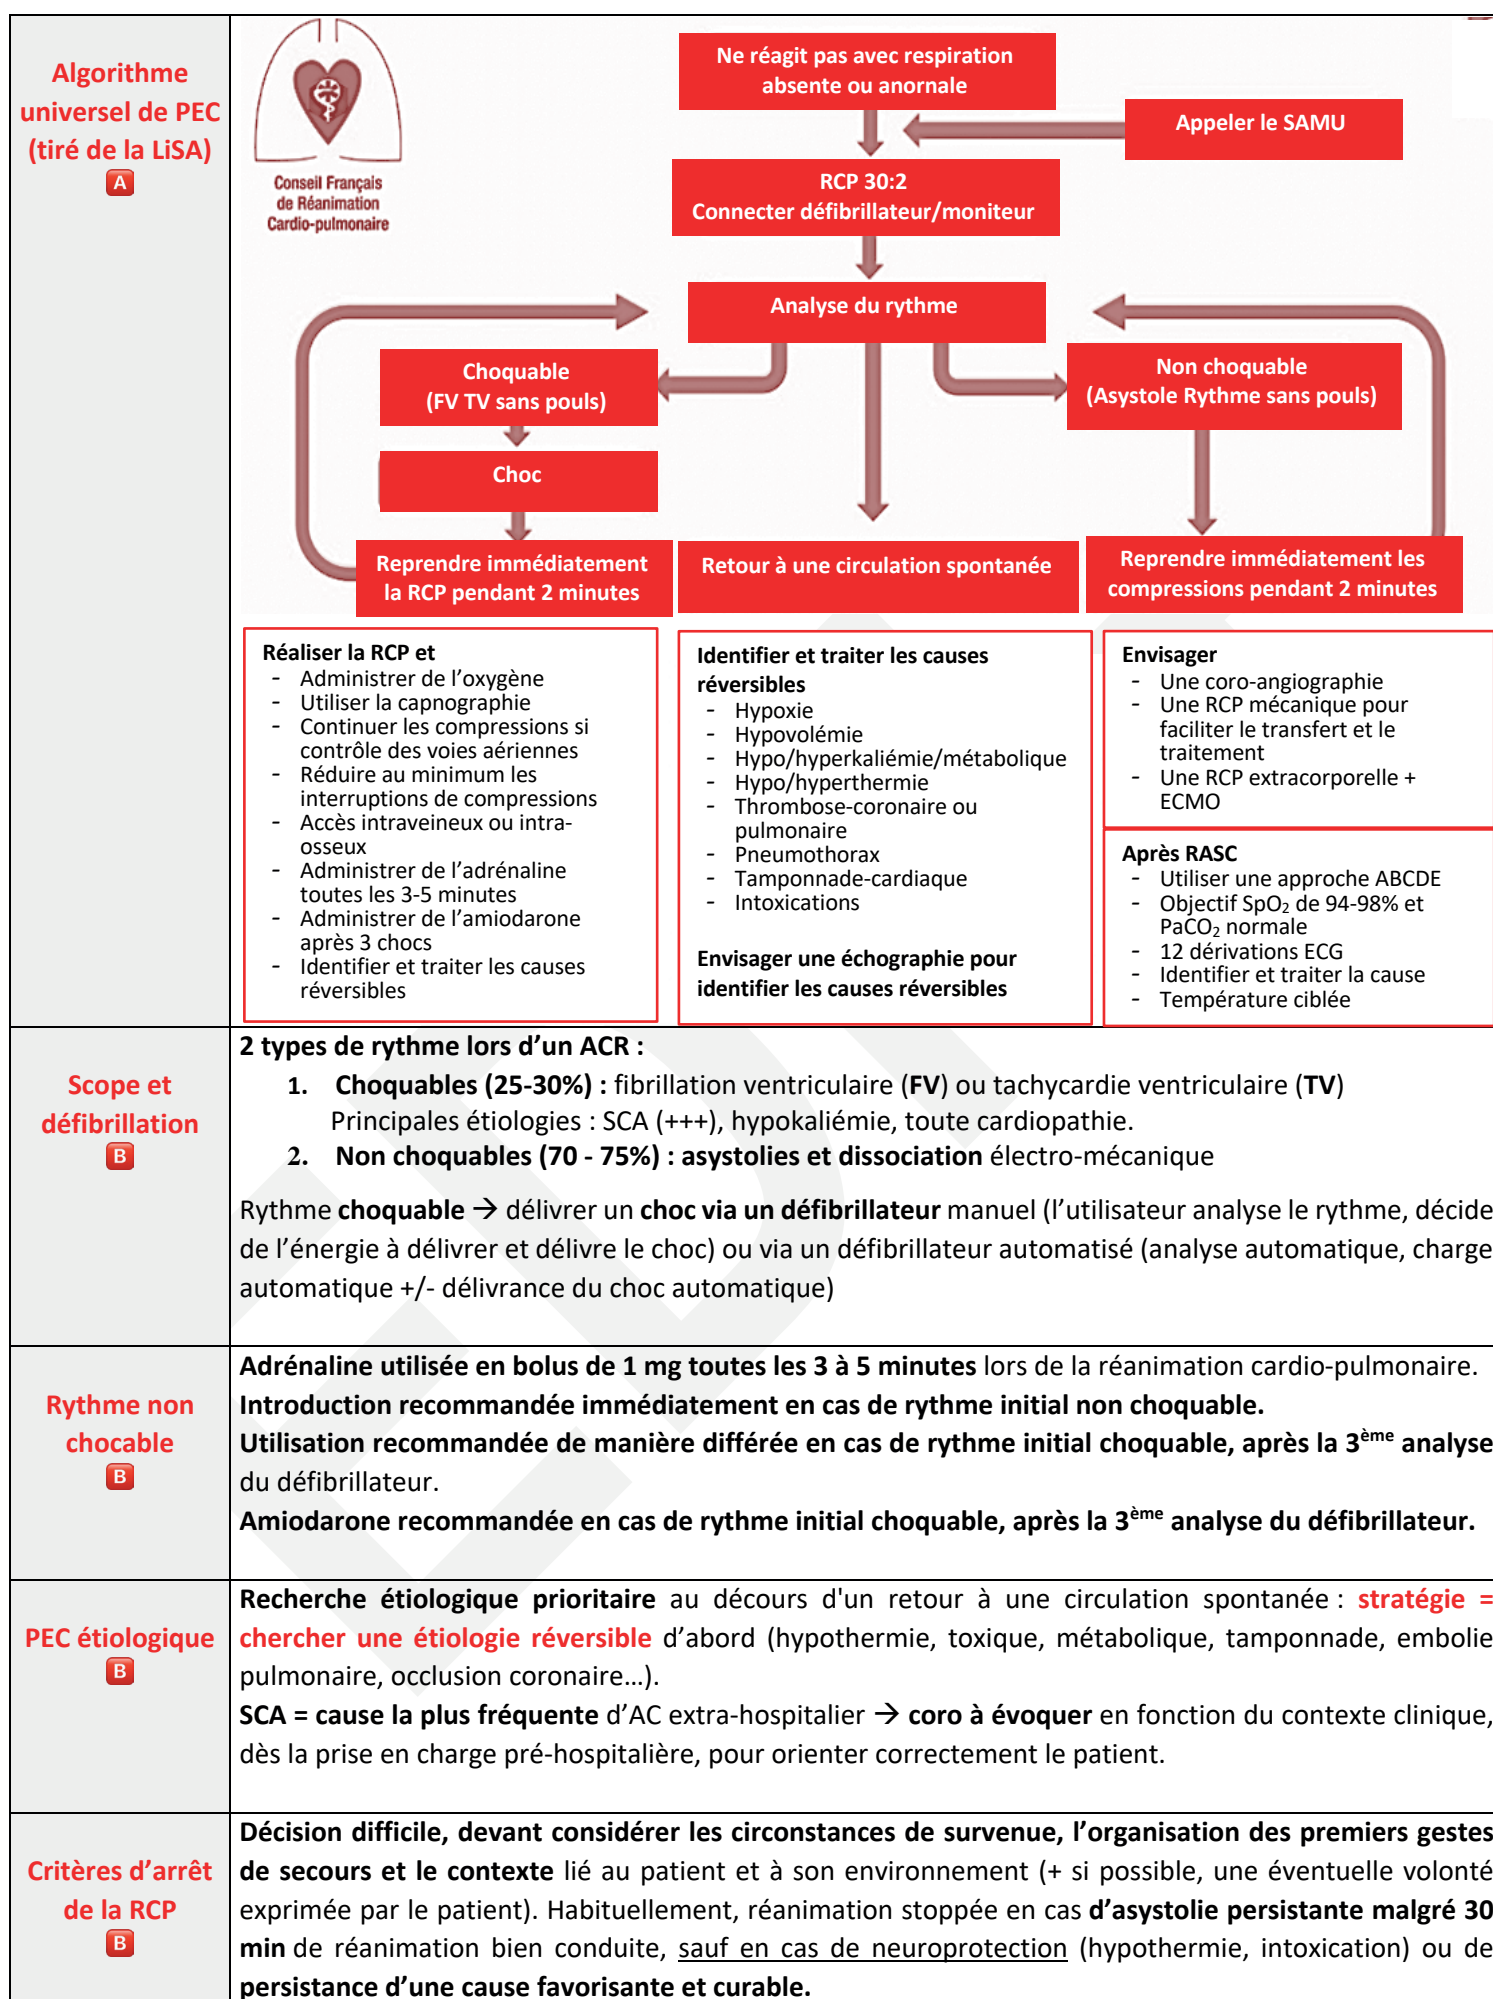 Algorithme
universel de PEC
(tiré de la LiSA)
A
Conseil Français
de Réanimation
Cardio-pulmonaire
Ne réagit pas avec respiration
absente ou anornale
Appeler le SAMU
RCP 30:2
Connecter défibrillateur/moniteur
Analyse du rythme
Choquable
(FV TV sans pouls)
Non choquable
(Asystole Rythme sans pouls)
Choc
Reprendre immédiatement
la RCP pendant 2 minutes
Retour à une circulation spontanée
Reprendre immédiatement les
compressions pendant 2 minutes
Réaliser la RCP et
- Administrer de l’oxygène
- Utiliser la capnographie
- Continuer les compressions si
contrôle des voies aériennes
- Réduire au minimum les
interruptions de compressions
- Accès intraveineux ou intra-
osseux
- Administrer de l’adrénaline
toutes les 3-5 minutes
- Administrer de l’amiodarone
après 3 chocs
- Identifier et traiter les causes
réversibles
Identifier et traiter les causes
réversibles
- Hypoxie
- Hypovolémie
- Hypo/hyperkaliémie/métabolique
- Hypo/hyperthermie
- Thrombose-coronaire ou
pulmonaire
- Pneumothorax
- Tamponnade-cardiaque
- Intoxications
Envisager une échographie pour
identifier les causes réversibles
Envisager
- Une coro-angiographie
- Une RCP mécanique pour
faciliter le transfert et le
traitement
- Une RCP extracorporelle +
ECMO
Après RASC
- Utiliser une approche ABCDE
- Objectif SpO₂ de 94-98% et
PaCO₂ normale
- 12 dérivations ECG
- Identifier et traiter la cause
- Température ciblée
Scope et
défibrillation
B
2 types de rythme lors d’un ACR :
1. Choquables (25-30%) : fibrillation ventriculaire (FV) ou tachycardie ventriculaire (TV)
Principales étiologies : SCA (+++), hypokaliémie, toute cardiopathie.
2. Non choquables (70 - 75%) : asystolies et dissociation électro-mécanique
Rythme choquable → délivrer un choc via un défibrillateur manuel (l’utilisateur analyse le rythme, décide
de l’énergie à délivrer et délivre le choc) ou via un défibrillateur automatisé (analyse automatique, charge
automatique +/- délivrance du choc automatique)
Rythme non
chocable
B
Adrénaline utilisée en bolus de 1 mg toutes les 3 à 5 minutes lors de la réanimation cardio-pulmonaire.
Introduction recommandée immédiatement en cas de rythme initial non choquable.
Utilisation recommandée de manière différée en cas de rythme initial choquable, après la 3ème analyse
du défibrillateur.
Amiodarone recommandée en cas de rythme initial choquable, après la 3ème analyse du défibrillateur.
PEC étiologique
B
Recherche étiologique prioritaire au décours d'un retour à une circulation spontanée : stratégie =
chercher une étiologie réversible d’abord (hypothermie, toxique, métabolique, tamponnade, embolie
pulmonaire, occlusion coronaire…).
SCA = cause la plus fréquente d’AC extra-hospitalier → coro à évoquer en fonction du contexte clinique,
dès la prise en charge pré-hospitalière, pour orienter correctement le patient.
Critères d’arrêt
de la RCP
B
Décision difficile, devant considérer les circonstances de survenue, l’organisation des premiers gestes
de secours et le contexte lié au patient et à son environnement (+ si possible, une éventuelle volonté
exprimée par le patient). Habituellement, réanimation stoppée en cas d’asystolie persistante malgré 30
min de réanimation bien conduite, sauf en cas de neuroprotection (hypothermie, intoxication) ou de
persistance d’une cause favorisante et curable.